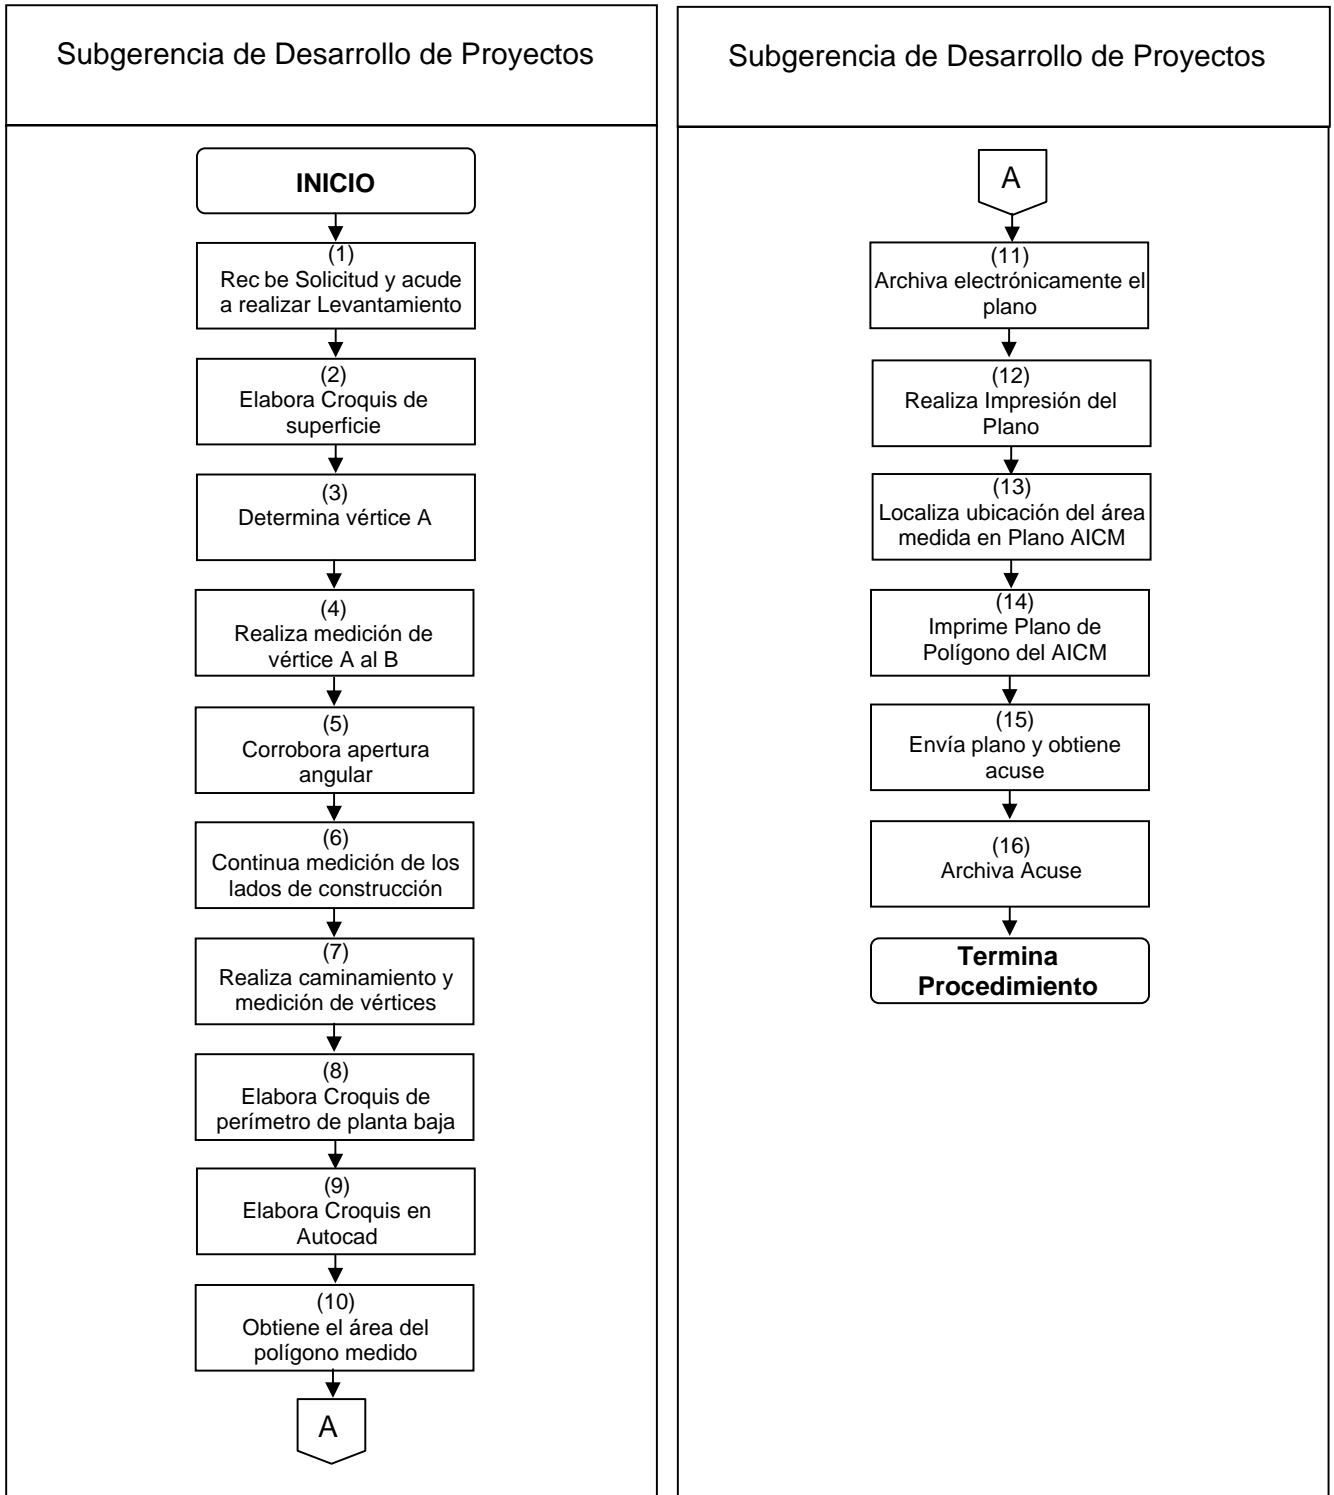 Subgerencia de Desarrollo de Proyectos
INICIO
(1)
Rec be Solicitud y acude
a realizar Levantamiento
(2)
Elabora Croquis de
superficie
(3)
Determina vértice A
(4)
Realiza medición de
vértice A al B
(5)
Corrobora apertura
angular
(6)
Continua medición de los
lados de construcción
(7)
Realiza caminamiento y
medición de vértices
(8)
Elabora Croquis de
perímetro de planta baja
(9)
Elabora Croquis en
Autocad
(10)
Obtiene el área del
polígono medido
A
Subgerencia de Desarrollo de Proyectos
A
(11)
Archiva electrónicamente el
plano
(12)
Realiza Impresión del
Plano
(13)
Localiza ubicación del área
medida en Plano AICM
(14)
Imprime Plano de
Polígono del AICM
(15)
Envía plano y obtiene
acuse
(16)
Archiva Acuse
Termina
Procedimiento